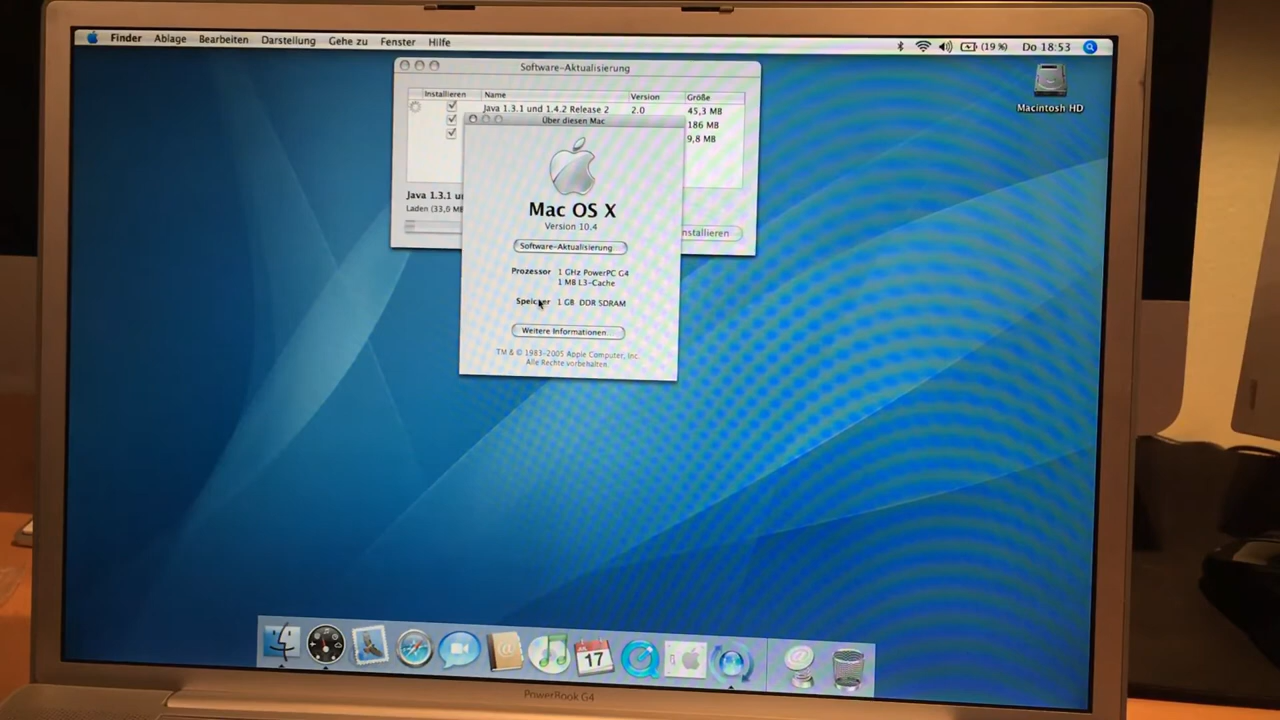 Finder Ablage Bearbeiten Darstellung Gehe zu Fenster Hilfe (19 %) Do 18:53
Macintosh HD
Software-Aktualisierung
Installieren Name Version Größe
Java 1.3.1 und 1.4.2 Release 2 2.0 45,3 MB
186 MB
9,8 MB
Java 1.3.1 u
Laden (33,0 MB
nstallieren
Über diesen Mac
Mac OS X
Version 10.4
Software-Aktualisierung
Prozessor 1 GHz PowerPC G4
1 MB L3-Cache
Speicher 1 GB DDR SDRAM
Weitere Informationen
TM & © 1983-2005 Apple Computer, Inc.
Alle Rechte vorbehalten.
17
PowerBook G4